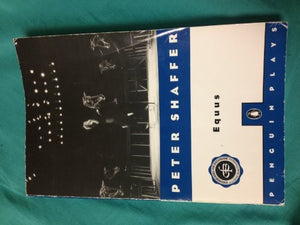 PETER SHAFFER
Equus
PENGUIN PLAYS